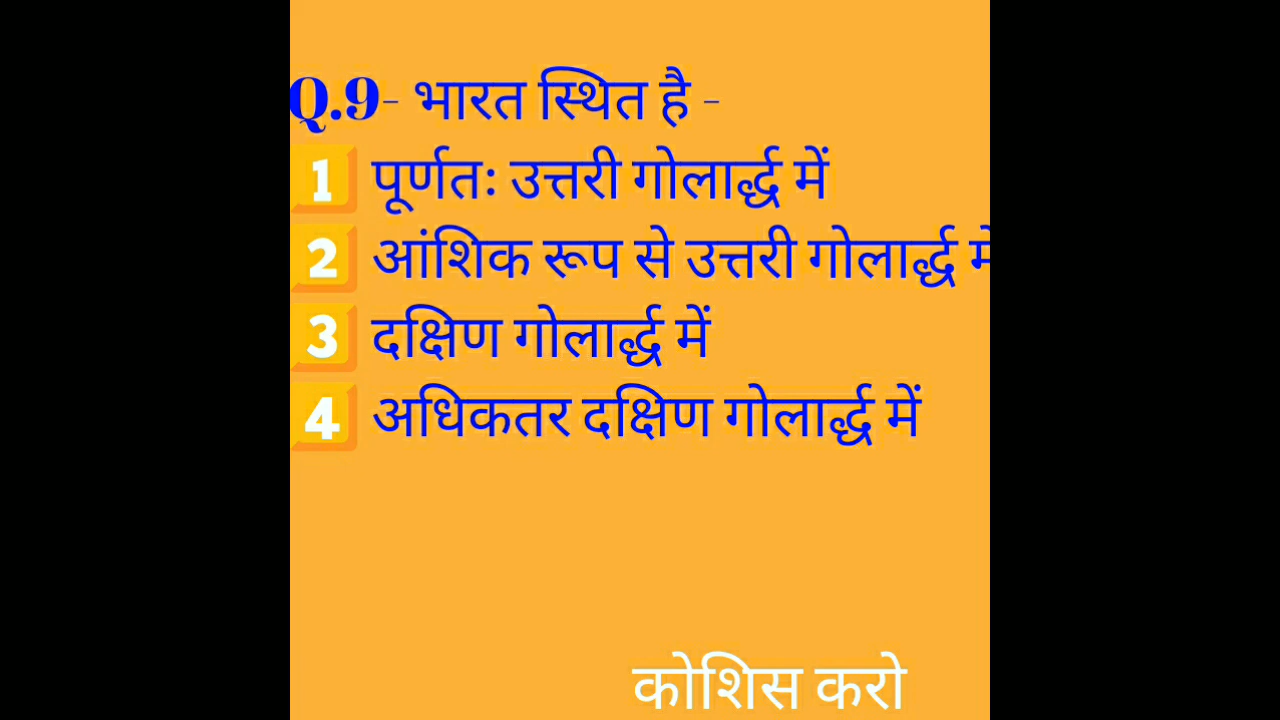 Q.9- भारत स्थित है -
1 पूर्णतः उत्तरी गोलार्द्ध में
2 आंशिक रूप से उत्तरी गोलार्द्ध में
3 दक्षिण गोलार्द्ध में
4 अधिकतर दक्षिण गोलार्द्ध में
कोशिस करो